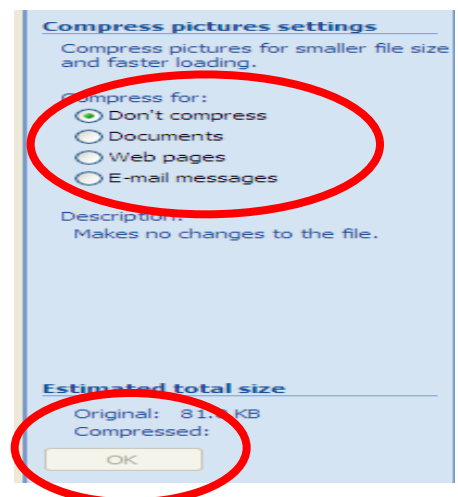 Compress pictures settings
Compress pictures for smaller file size
and faster loading.
Compress for:
Don't compress
Documents
Web pages
E-mail messages
Description:
Makes no changes to the file.
Estimated total size
Original: KB
Compressed:
OK